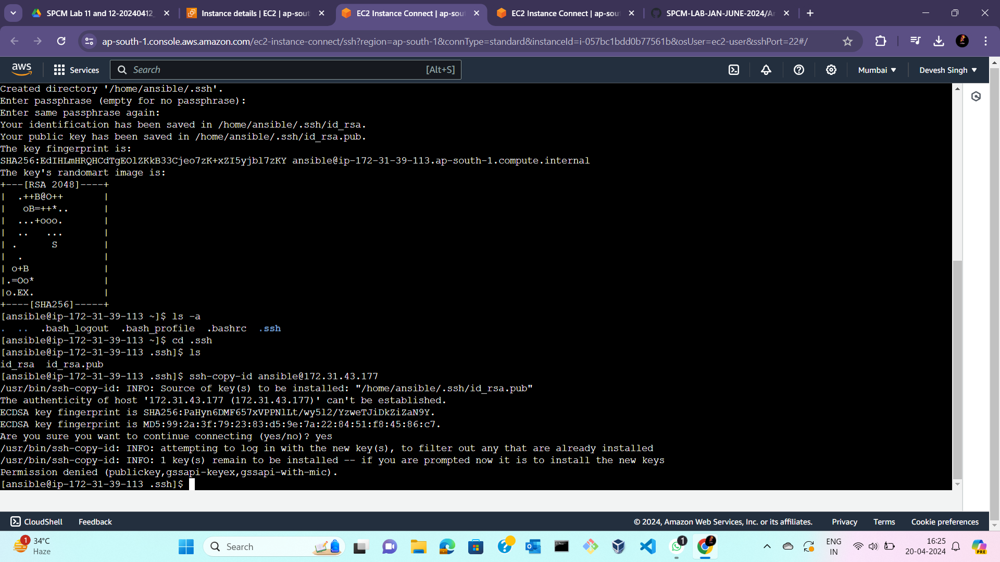 SPCM Lab 11 and 12-20240412_
Instance details | EC2 | ap-sout
EC2 Instance Connect | ap-sou
EC2 Instance Connect | ap-sou
SPCM-LAB-JAN-JUNE-2024/Ar
ap-south-1.console.aws.amazon.com/ec2-instance-connect/ssh?region=ap-south-1&connType=standard&instanceId=i-057bc1bdd0b77561b&osUser=ec2-user&sshPort=22#/
aws Services Search [Alt+S] Mumbai Devesh Singh
Created directory '/home/ansible/.ssh'.
Enter passphrase (empty for no passphrase):
Enter same passphrase again:
Your identification has been saved in /home/ansible/.ssh/id_rsa.
Your public key has been saved in /home/ansible/.ssh/id_rsa.pub.
The key fingerprint is:
SHA256:EdIHLmHRQHCdTgEOlZKkB33Cjeo7zK+xZI5yjbl7zKY ansible@ip-172-31-39-113.ap-south-1.compute.internal
The key's randomart image is:
+---[RSA 2048]----+
|  .++B@O++       |
|   oB=++*..      |
|  ...+ooo.       |
|  ..   ...       |
| .      S        |
|  .              |
| o+B             |
|.=Oo*            |
|o.EX.            |
+----[SHA256]-----+
[ansible@ip-172-31-39-113 ~]$ ls -a
.  ..  .bash_logout  .bash_profile  .bashrc  .ssh
[ansible@ip-172-31-39-113 ~]$ cd .ssh
[ansible@ip-172-31-39-113 .ssh]$ ls
id_rsa  id_rsa.pub
[ansible@ip-172-31-39-113 .ssh]$ ssh-copy-id ansible@172.31.43.177
/usr/bin/ssh-copy-id: INFO: Source of key(s) to be installed: "/home/ansible/.ssh/id_rsa.pub"
The authenticity of host '172.31.43.177 (172.31.43.177)' can't be established.
ECDSA key fingerprint is SHA256:PaHyn6DMF657xVPPNlLt/wy5l2/YzweTJiDkZiZaN9Y.
ECDSA key fingerprint is MD5:99:2a:3f:79:23:83:d5:9e:7a:22:84:51:f8:45:86:c7.
Are you sure you want to continue connecting (yes/no)? yes
/usr/bin/ssh-copy-id: INFO: attempting to log in with the new key(s), to filter out any that are already installed
/usr/bin/ssh-copy-id: INFO: 1 key(s) remain to be installed -- if you are prompted now it is to install the new keys
Permission denied (publickey,gssapi-keyex,gssapi-with-mic).
[ansible@ip-172-31-39-113 .ssh]$
CloudShell Feedback © 2024, Amazon Web Services, Inc. or its affiliates. Privacy Terms Cookie preferences
1 34°C
Haze
Search
1
ENG
IN
16:25
20-04-2024
PRE